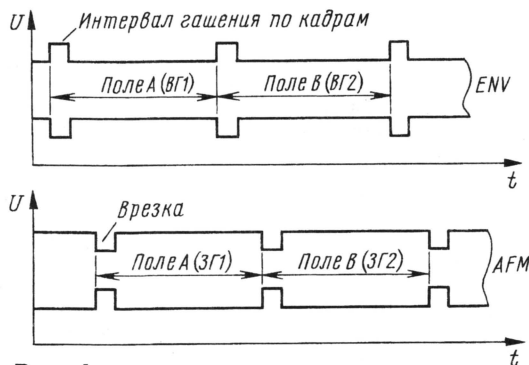 U
Интервал гашения по кадрам
Поле А (ВГ1)
Поле В (ВГ2)
ENV
t
U
Врезка
Поле А (ЗГ1)
Поле В (ЗГ2)
AFM
t